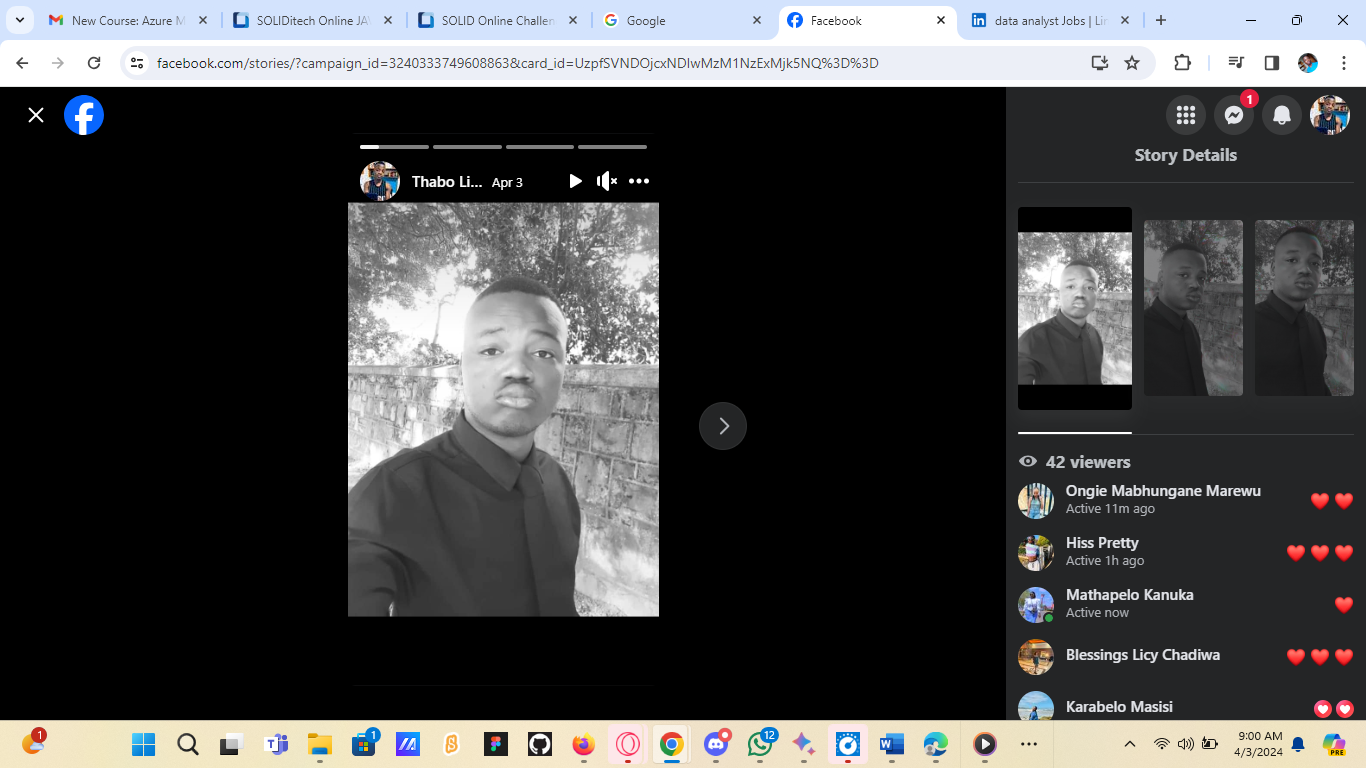 New Course: Azure M
SOLIDitech Online JAV
SOLID Online Challen
Google
Facebook
data analyst Jobs | Lin
facebook.com/stories/?campaign_id=3240333749608863&card_id=UzpfSVNDOjcxNDIwMzM1NzExMjk5NQ%3D%3D
1
Story Details
Thabo Li... Apr 3
42 viewers
Ongie Mabhungane Marewu
Active 11m ago
Hiss Pretty
Active 1h ago
Mathapelo Kanuka
Active now
Blessings Licy Chadiwa
Karabelo Masisi
1
1
12
9:00 AM
4/3/2024
PRE